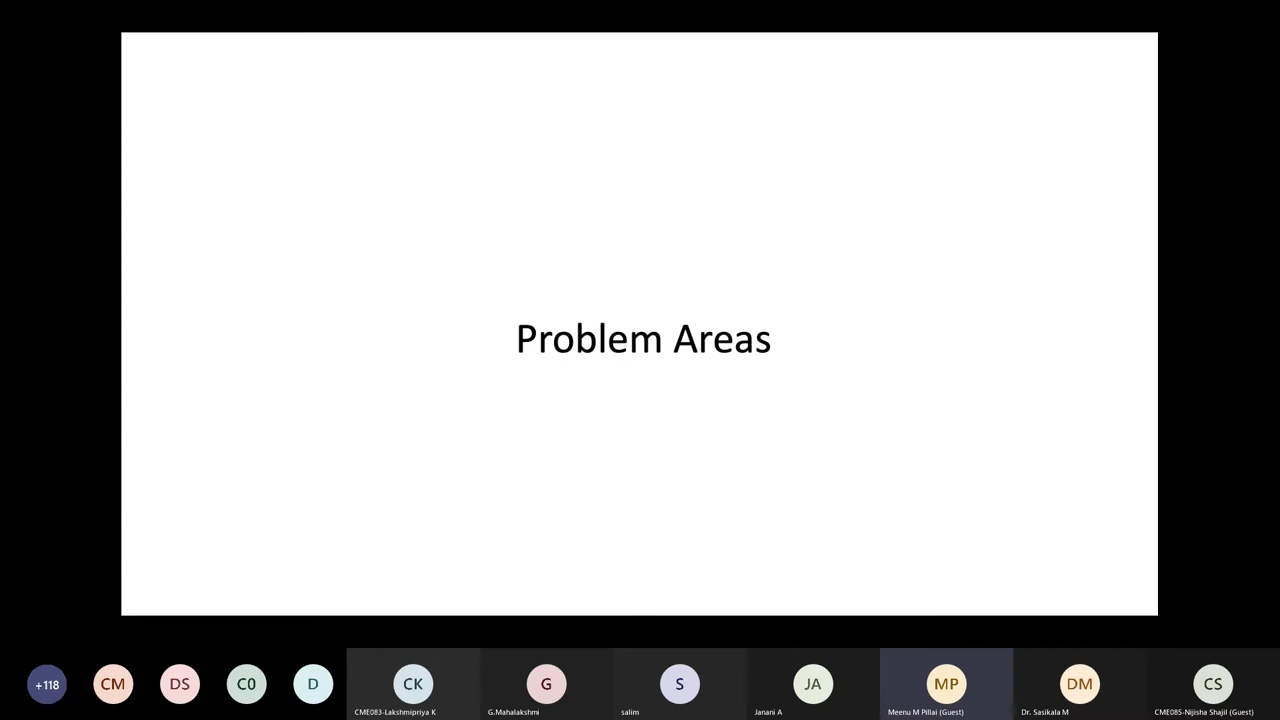 Problem Areas
+118
CM
DS
C0
D
CK
G
S
JA
MP
DM
CS
CME083-Lakshmipriya K
G.Mahalakshmi
salim
Janani A
Meenu M Pillai (Guest)
Dr. Sasikala M
CME085-Nijisha Shajil (Guest)